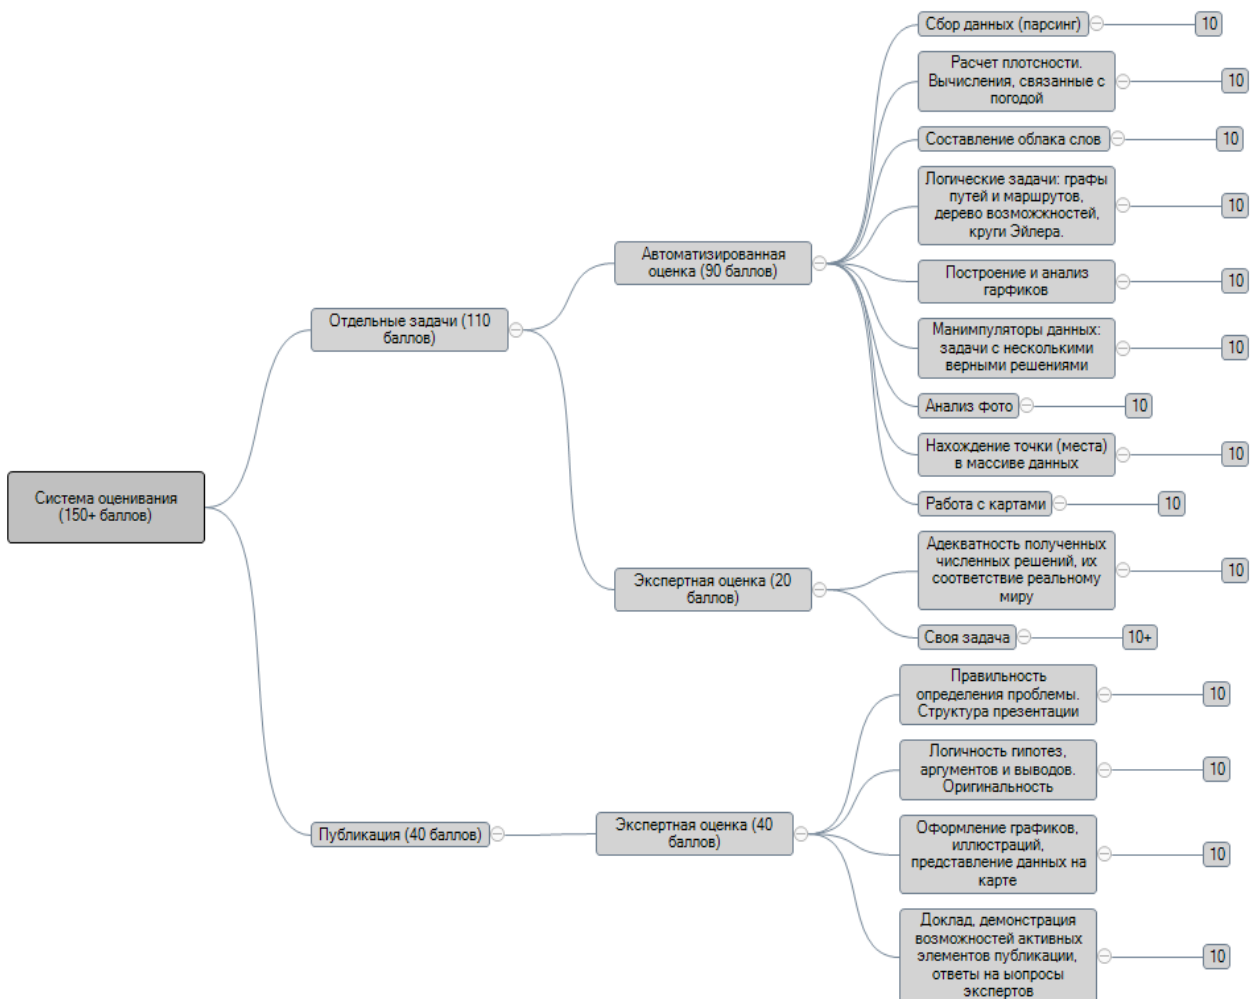 Система оценивания
(150+ баллов)
Отдельные задачи (110
баллов)
Автоматизированная
оценка (90 баллов)
Сбор данных (парсинг)
10
Расчет плотсности.
Вычисления, связанные с
погодой
10
Составление облака слов
10
Логические задачи: графы
путей и маршрутов,
дерево возможжностей,
круги Эйлера.
10
Построение и анализ
гарфиков
10
Манимпуляторы данных:
задачи с несколькими
верными решениями
10
Анализ фото
10
Нахождение точки (места)
в массиве данных
10
Работа с картами
10
Экспертная оценка (20
баллов)
Адекватность полученных
численных решений, их
соответствие реальному
миру
10
Своя задача
10+
Публикация (40 баллов)
Экспертная оценка (40
баллов)
Правильность
определения проблемы.
Структура презентации
10
Логичность гипотез,
аргументов и выводов.
Оригинальность
10
Оформление графиков,
иллюстраций,
представление данных на
карте
10
Доклад, демонстрация
возможностей активных
элементов публикации,
ответы на ыопросы
экспертов
10